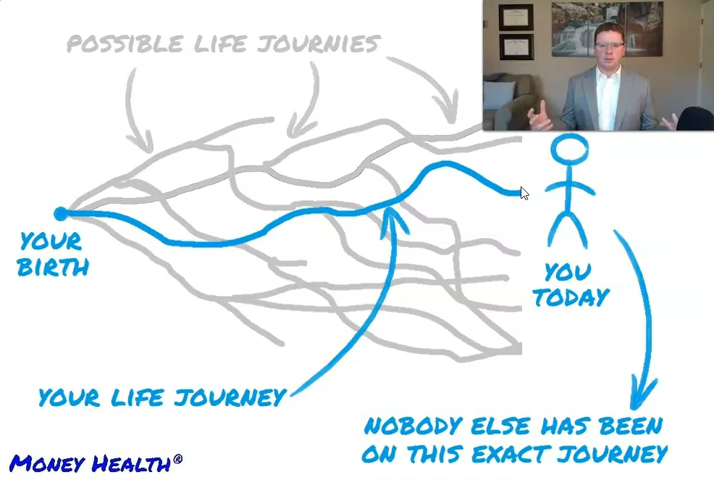 POSSIBLE LIFE JOURNIES
YOUR
BIRTH
YOU
TODAY
YOUR LIFE JOURNEY
NOBODY ELSE HAS BEEN
ON THIS EXACT JOURNEY
MONEY HEALTH®